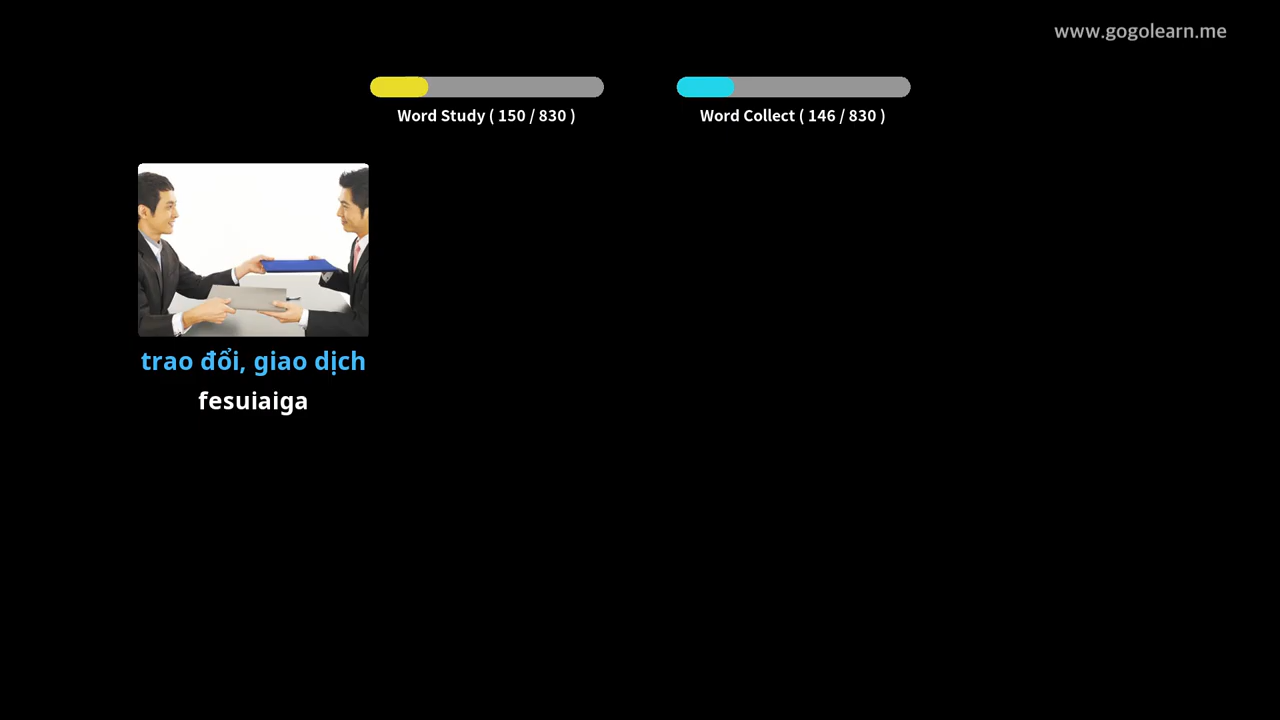 www.gogolearn.me
Word Study ( 150 / 830 )
Word Collect ( 146 / 830 )
trao đổi, giao dịch
fesuiaiga